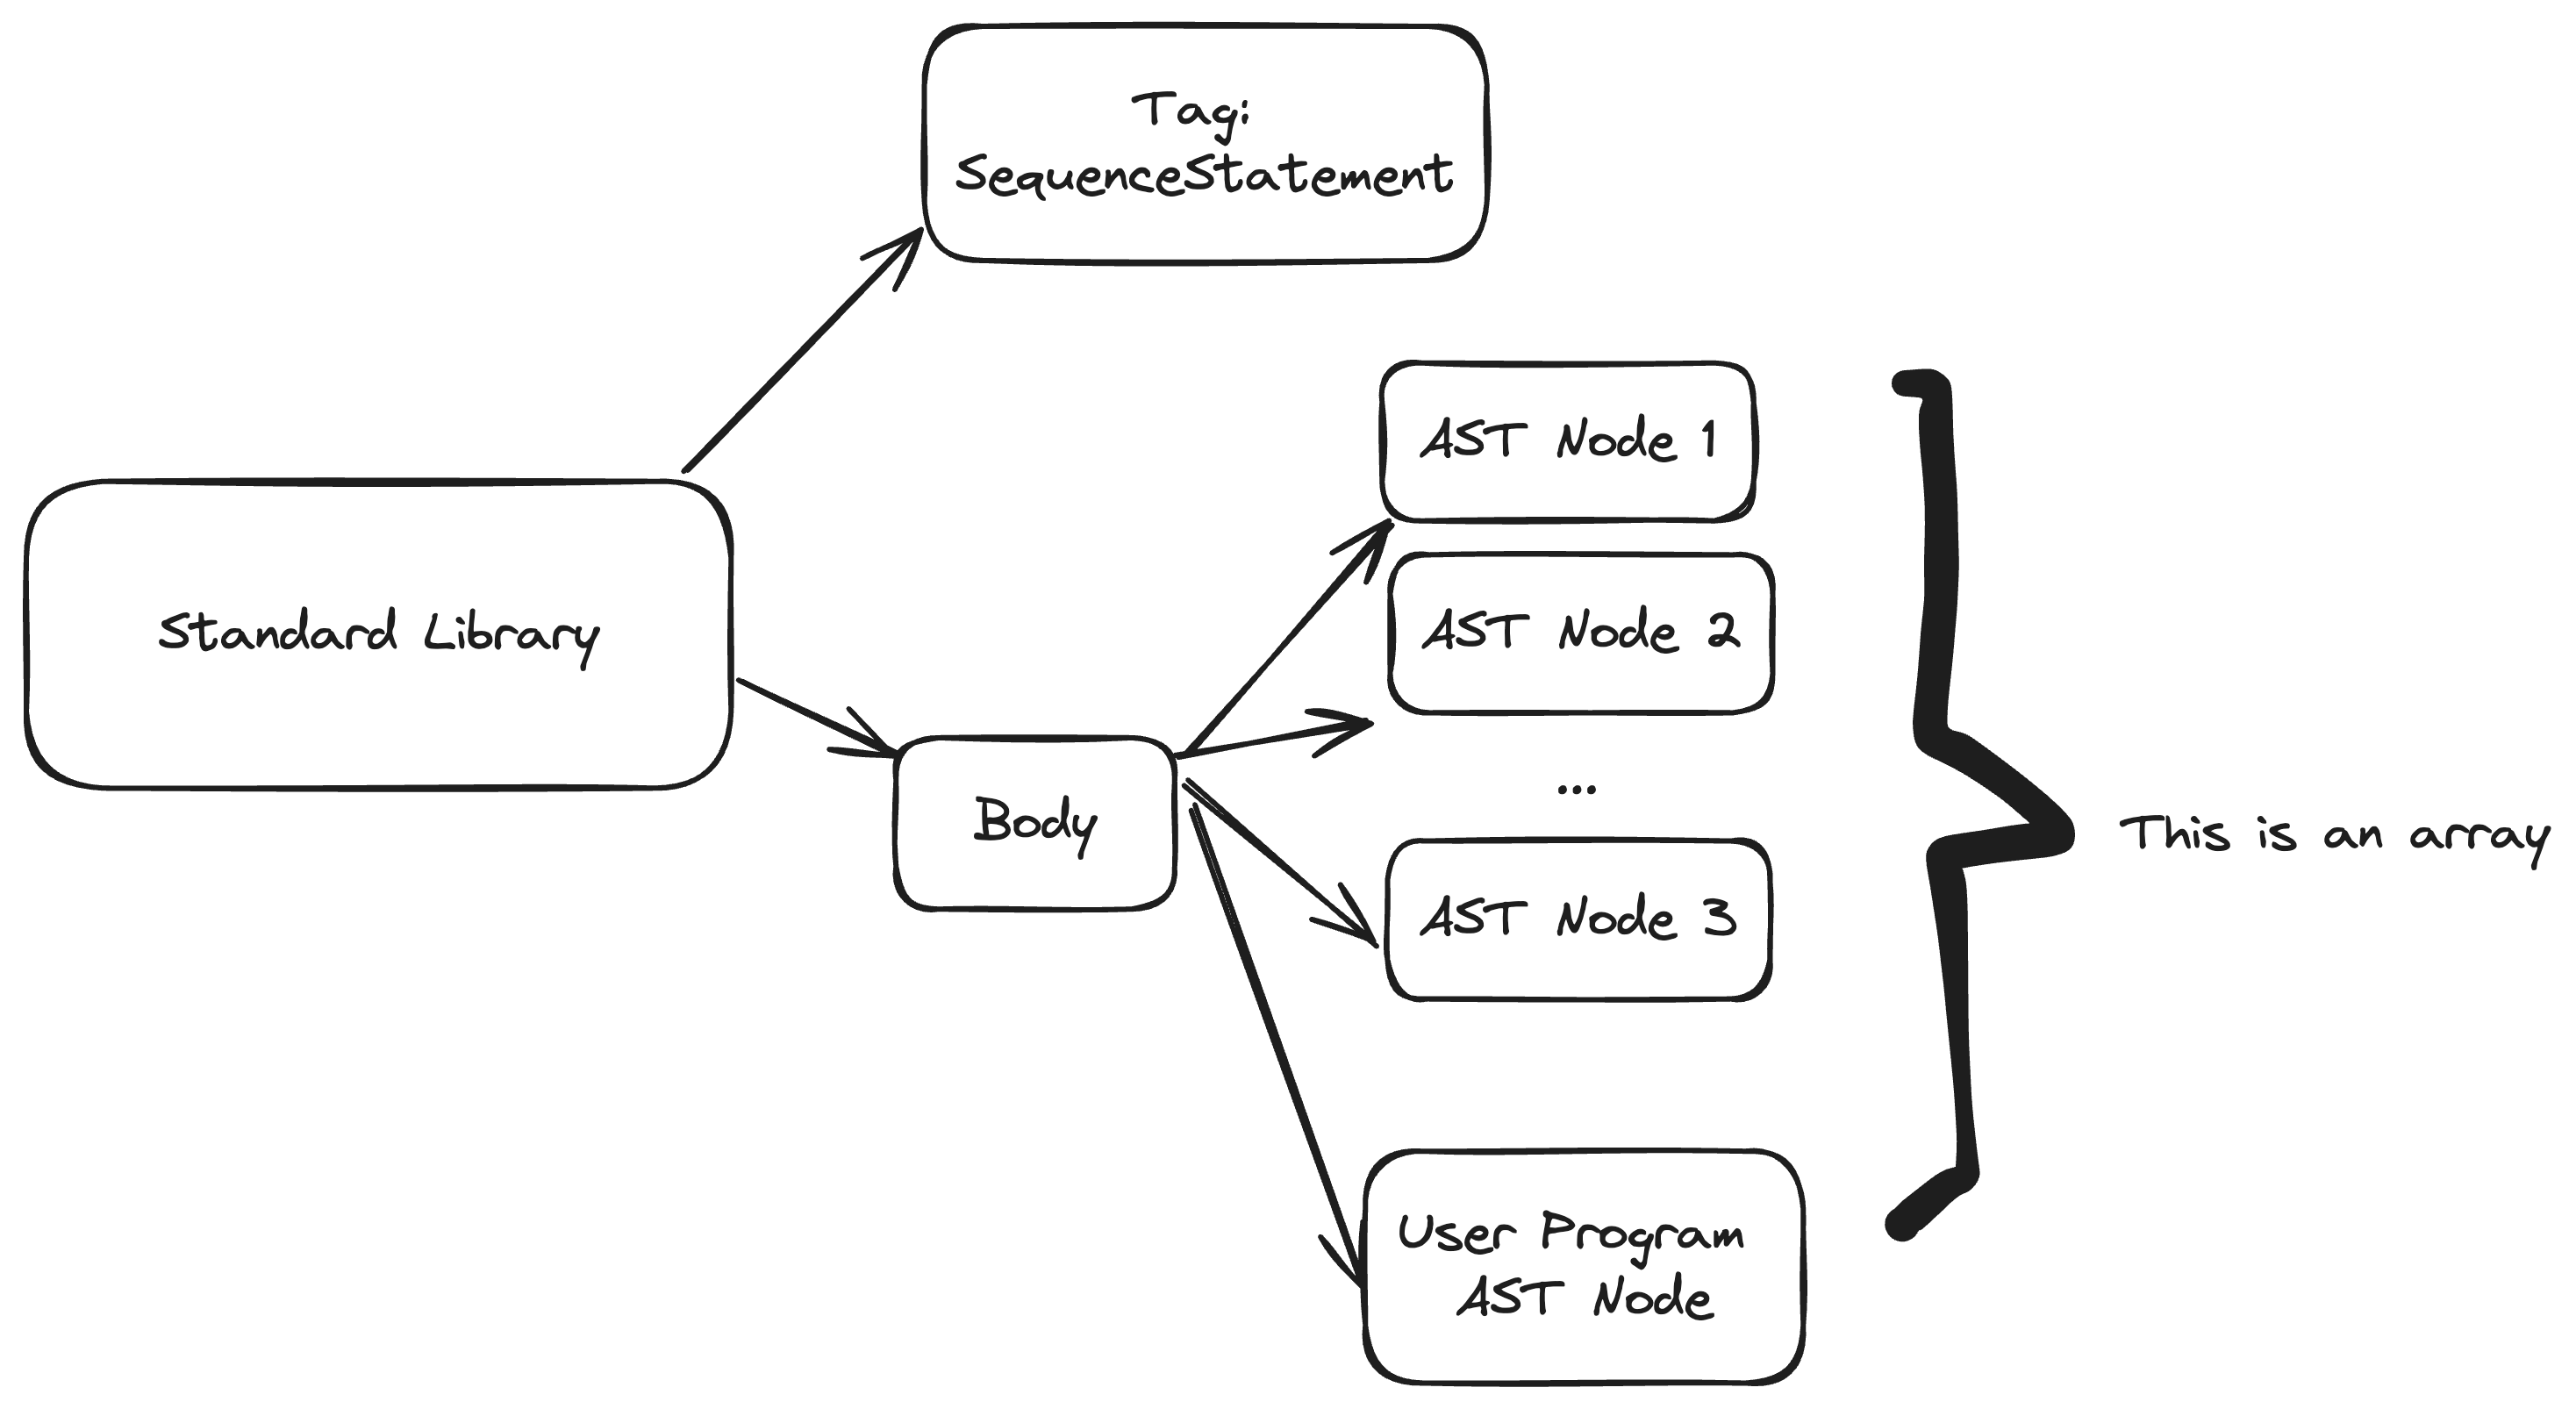 Tag:
SequenceStatement
AST Node 1
Standard Library
AST Node 2
...
Body
This is an array
AST Node 3
User Program
AST Node